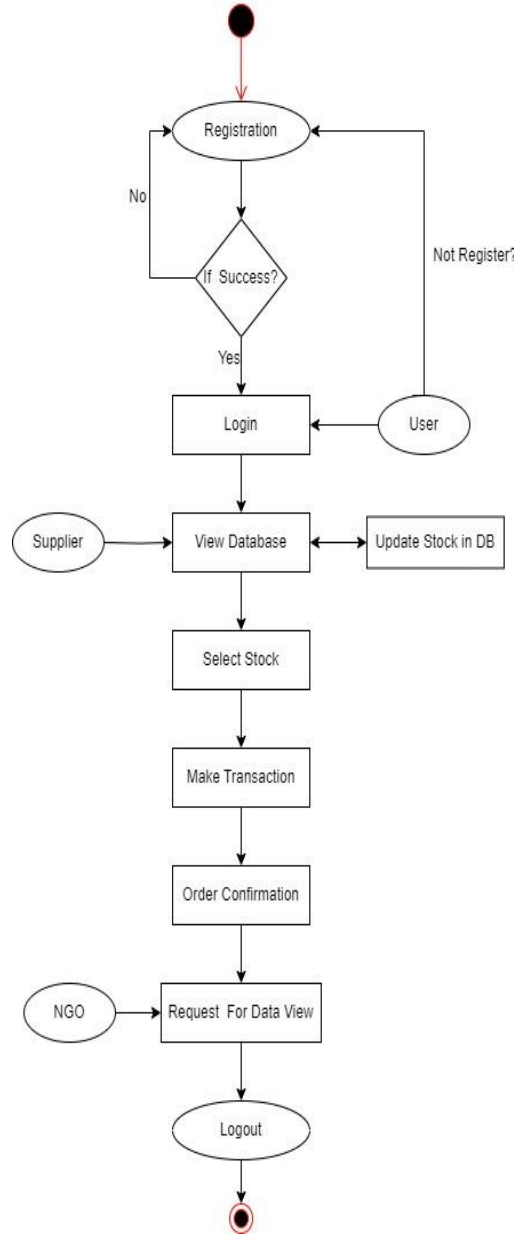 Registration
No
Not Register?
If Success?
Yes
Login
User
Supplier
View Database
Update Stock in DB
Select Stock
Make Transaction
Order Confirmation
NGO
Request For Data View
Logout